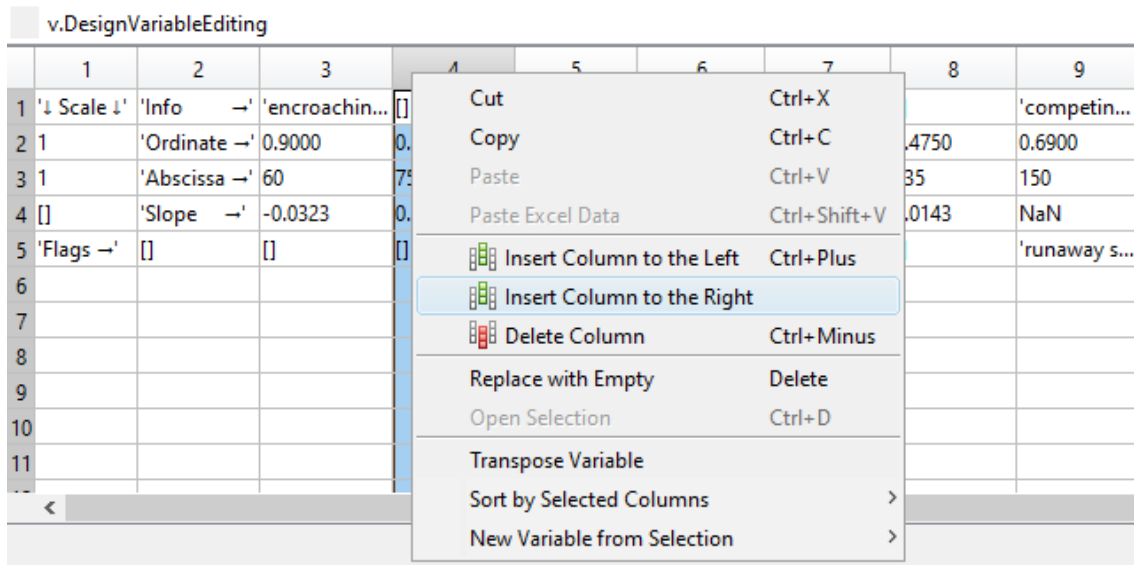 v.DesignVariableEditing
1 2 3 4 5 6 7 8 9
1 '↓ Scale ↓' 'Info →' 'encroachin... [] 'competin...
2 1 'Ordinate →' 0.9000 0. .4750 0.6900
3 1 'Abscissa →' 60 75 35 150
4 [] 'Slope →' -0.0323 0. .0143 NaN
5 'Flags →' [] [] [] 'runaway s...
6
7
8
9
10
11
Cut Ctrl+X
Copy Ctrl+C
Paste Ctrl+V
Paste Excel Data Ctrl+Shift+V
Insert Column to the Left Ctrl+Plus
Insert Column to the Right
Delete Column Ctrl+Minus
Replace with Empty Delete
Open Selection Ctrl+D
Transpose Variable
Sort by Selected Columns
New Variable from Selection